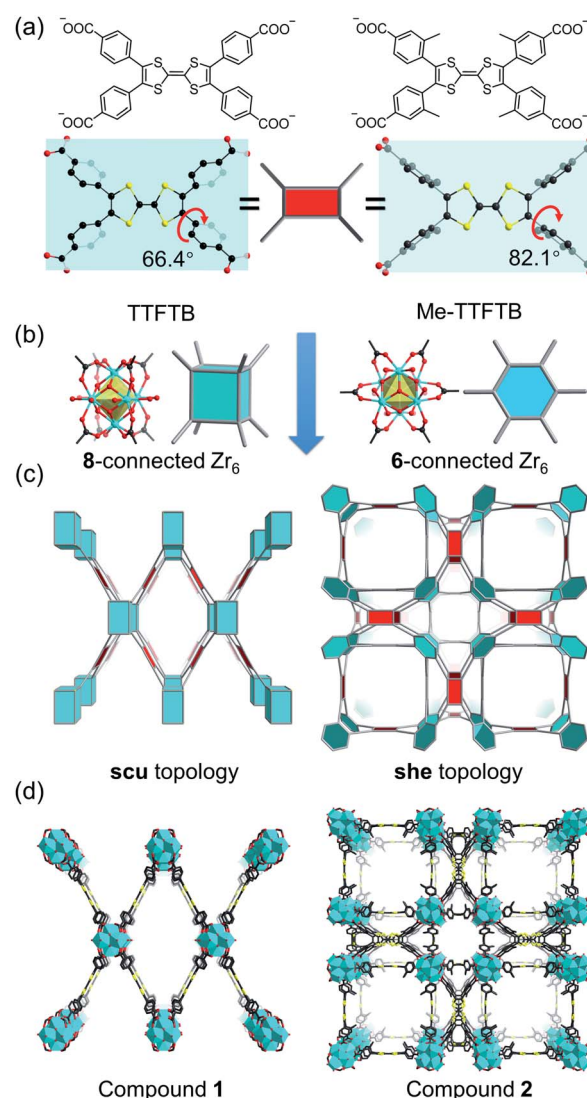 (a)
⁻OOC COO⁻ ⁻OOC COO⁻
S S S S
S S S S
⁻OOC COO⁻ ⁻OOC COO⁻
= =
66.4° 82.1°
TTFTB Me-TTFTB
(b)
8-connected Zr₆ 6-connected Zr₆
(c)
scu topology she topology
(d)
Compound 1 Compound 2